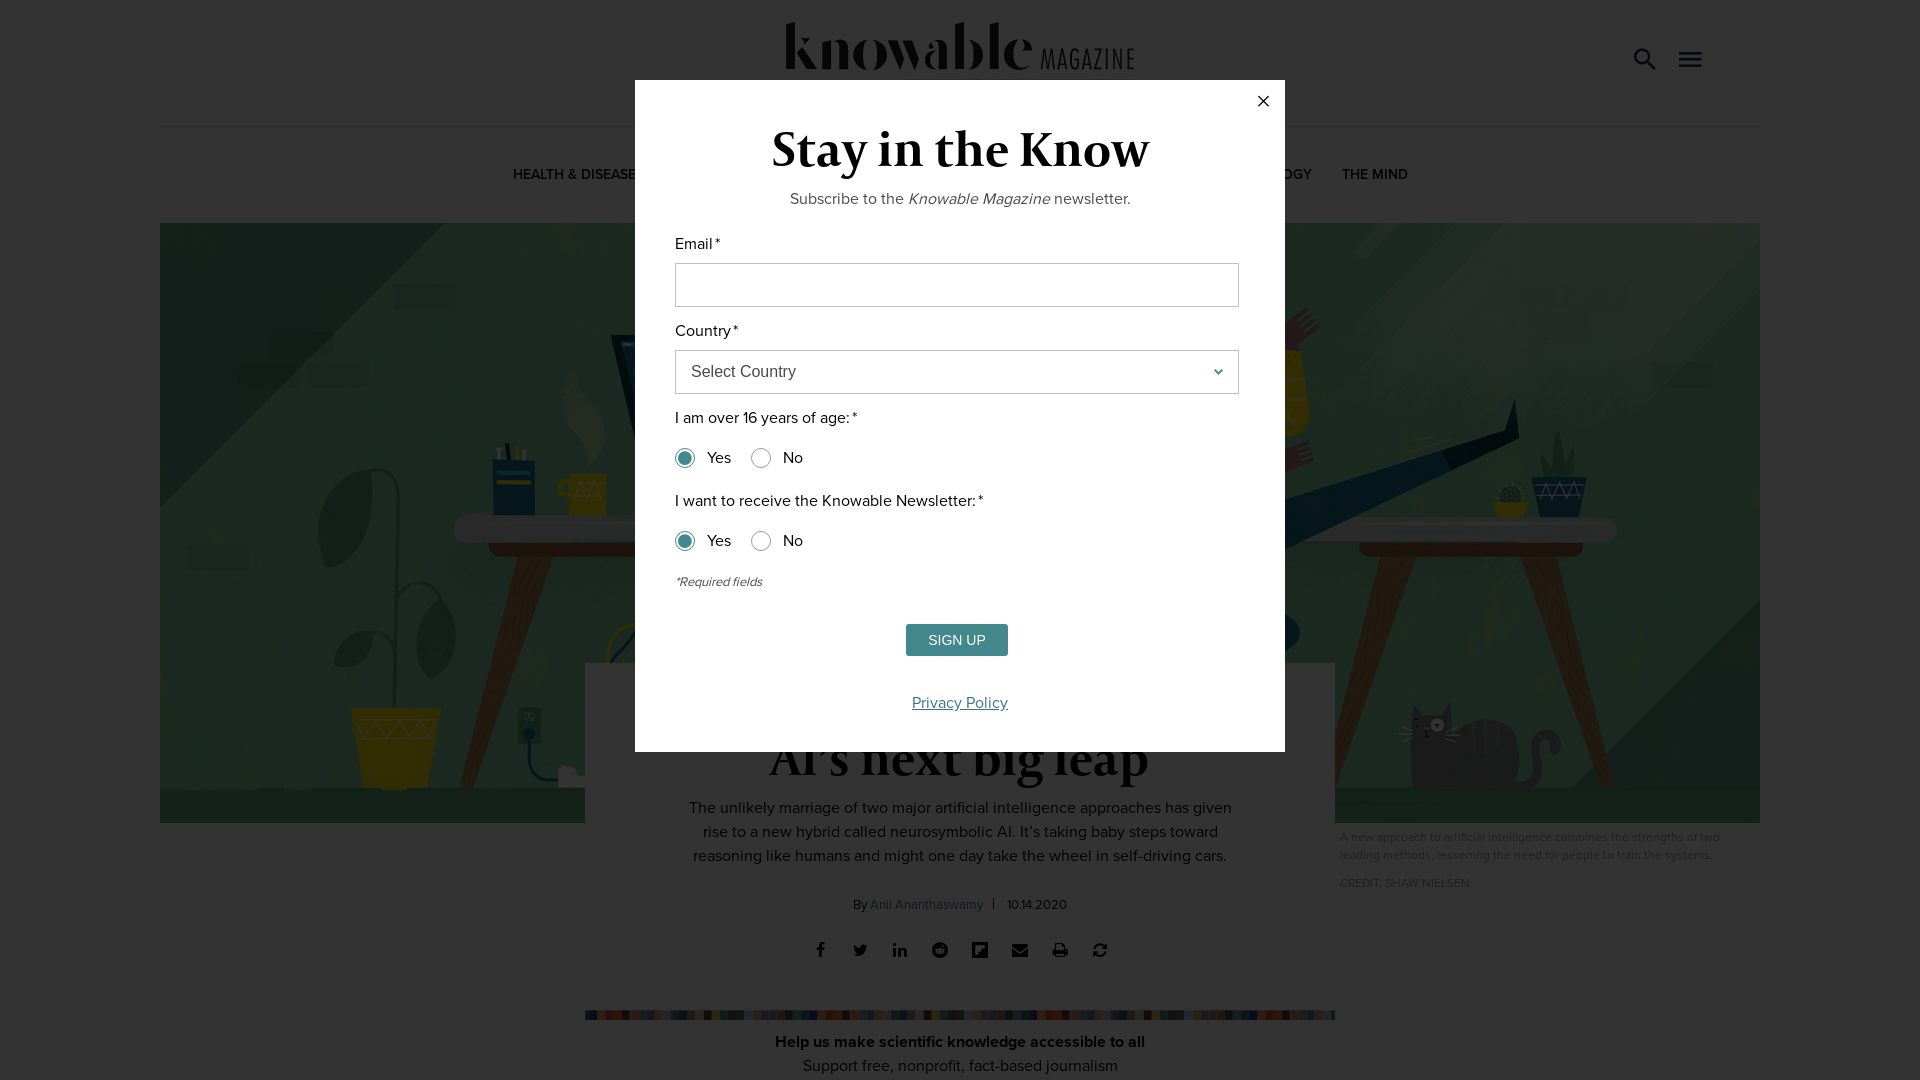 knowable MAGAZINE
HEALTH & DISEASE
THE MIND
Stay in the Know
Subscribe to the Knowable Magazine newsletter.
Email*
Country*
Select Country
I am over 16 years of age:*
Yes No
I want to receive the Knowable Newsletter:*
Yes No
*Required fields
SIGN UP
Privacy Policy
AI's next big leap
The unlikely marriage of two major artificial intelligence approaches has given
rise to a new hybrid called neurosymbolic AI. It's taking baby steps toward
reasoning like humans and might one day take the wheel in self-driving cars.
A new approach to artificial intelligence combines the strengths of two
leading methods, lessening the need for people to train the systems.
CREDIT: SHAW NIELSEN
By Anil Ananthaswamy | 10.14.2020
Help us make scientific knowledge accessible to all
Support free, nonprofit, fact-based journalism